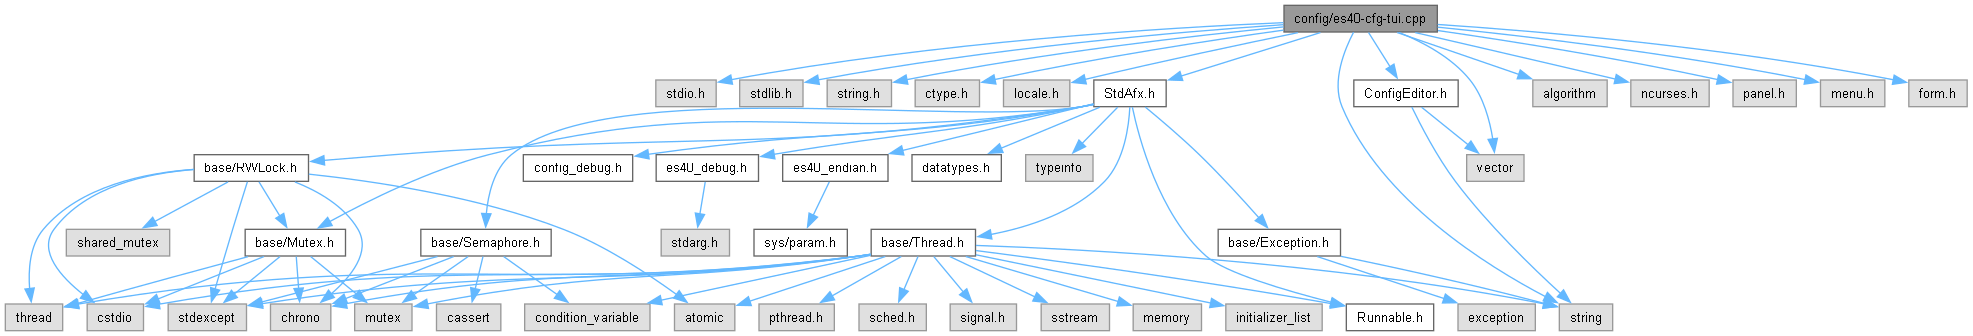 config/es40-cfg-tui.cpp
stdio.h
stdlib.h
string.h
ctype.h
locale.h
StdAfx.h
ConfigEditor.h
algorithm
ncurses.h
panel.h
menu.h
form.h
base/RWLock.h
config_debug.h
es4U_debug.h
es4U_endian.h
datatypes.h
typeinfo
vector
shared_mutex
base/Mutex.h
base/Semaphore.h
stdarg.h
sys/param.h
base/Thread.h
base/Exception.h
thread
cstdio
stdexcept
chrono
mutex
cassert
condition_variable
atomic
pthread.h
sched.h
signal.h
sstream
memory
initializer_list
Runnable.h
exception
string